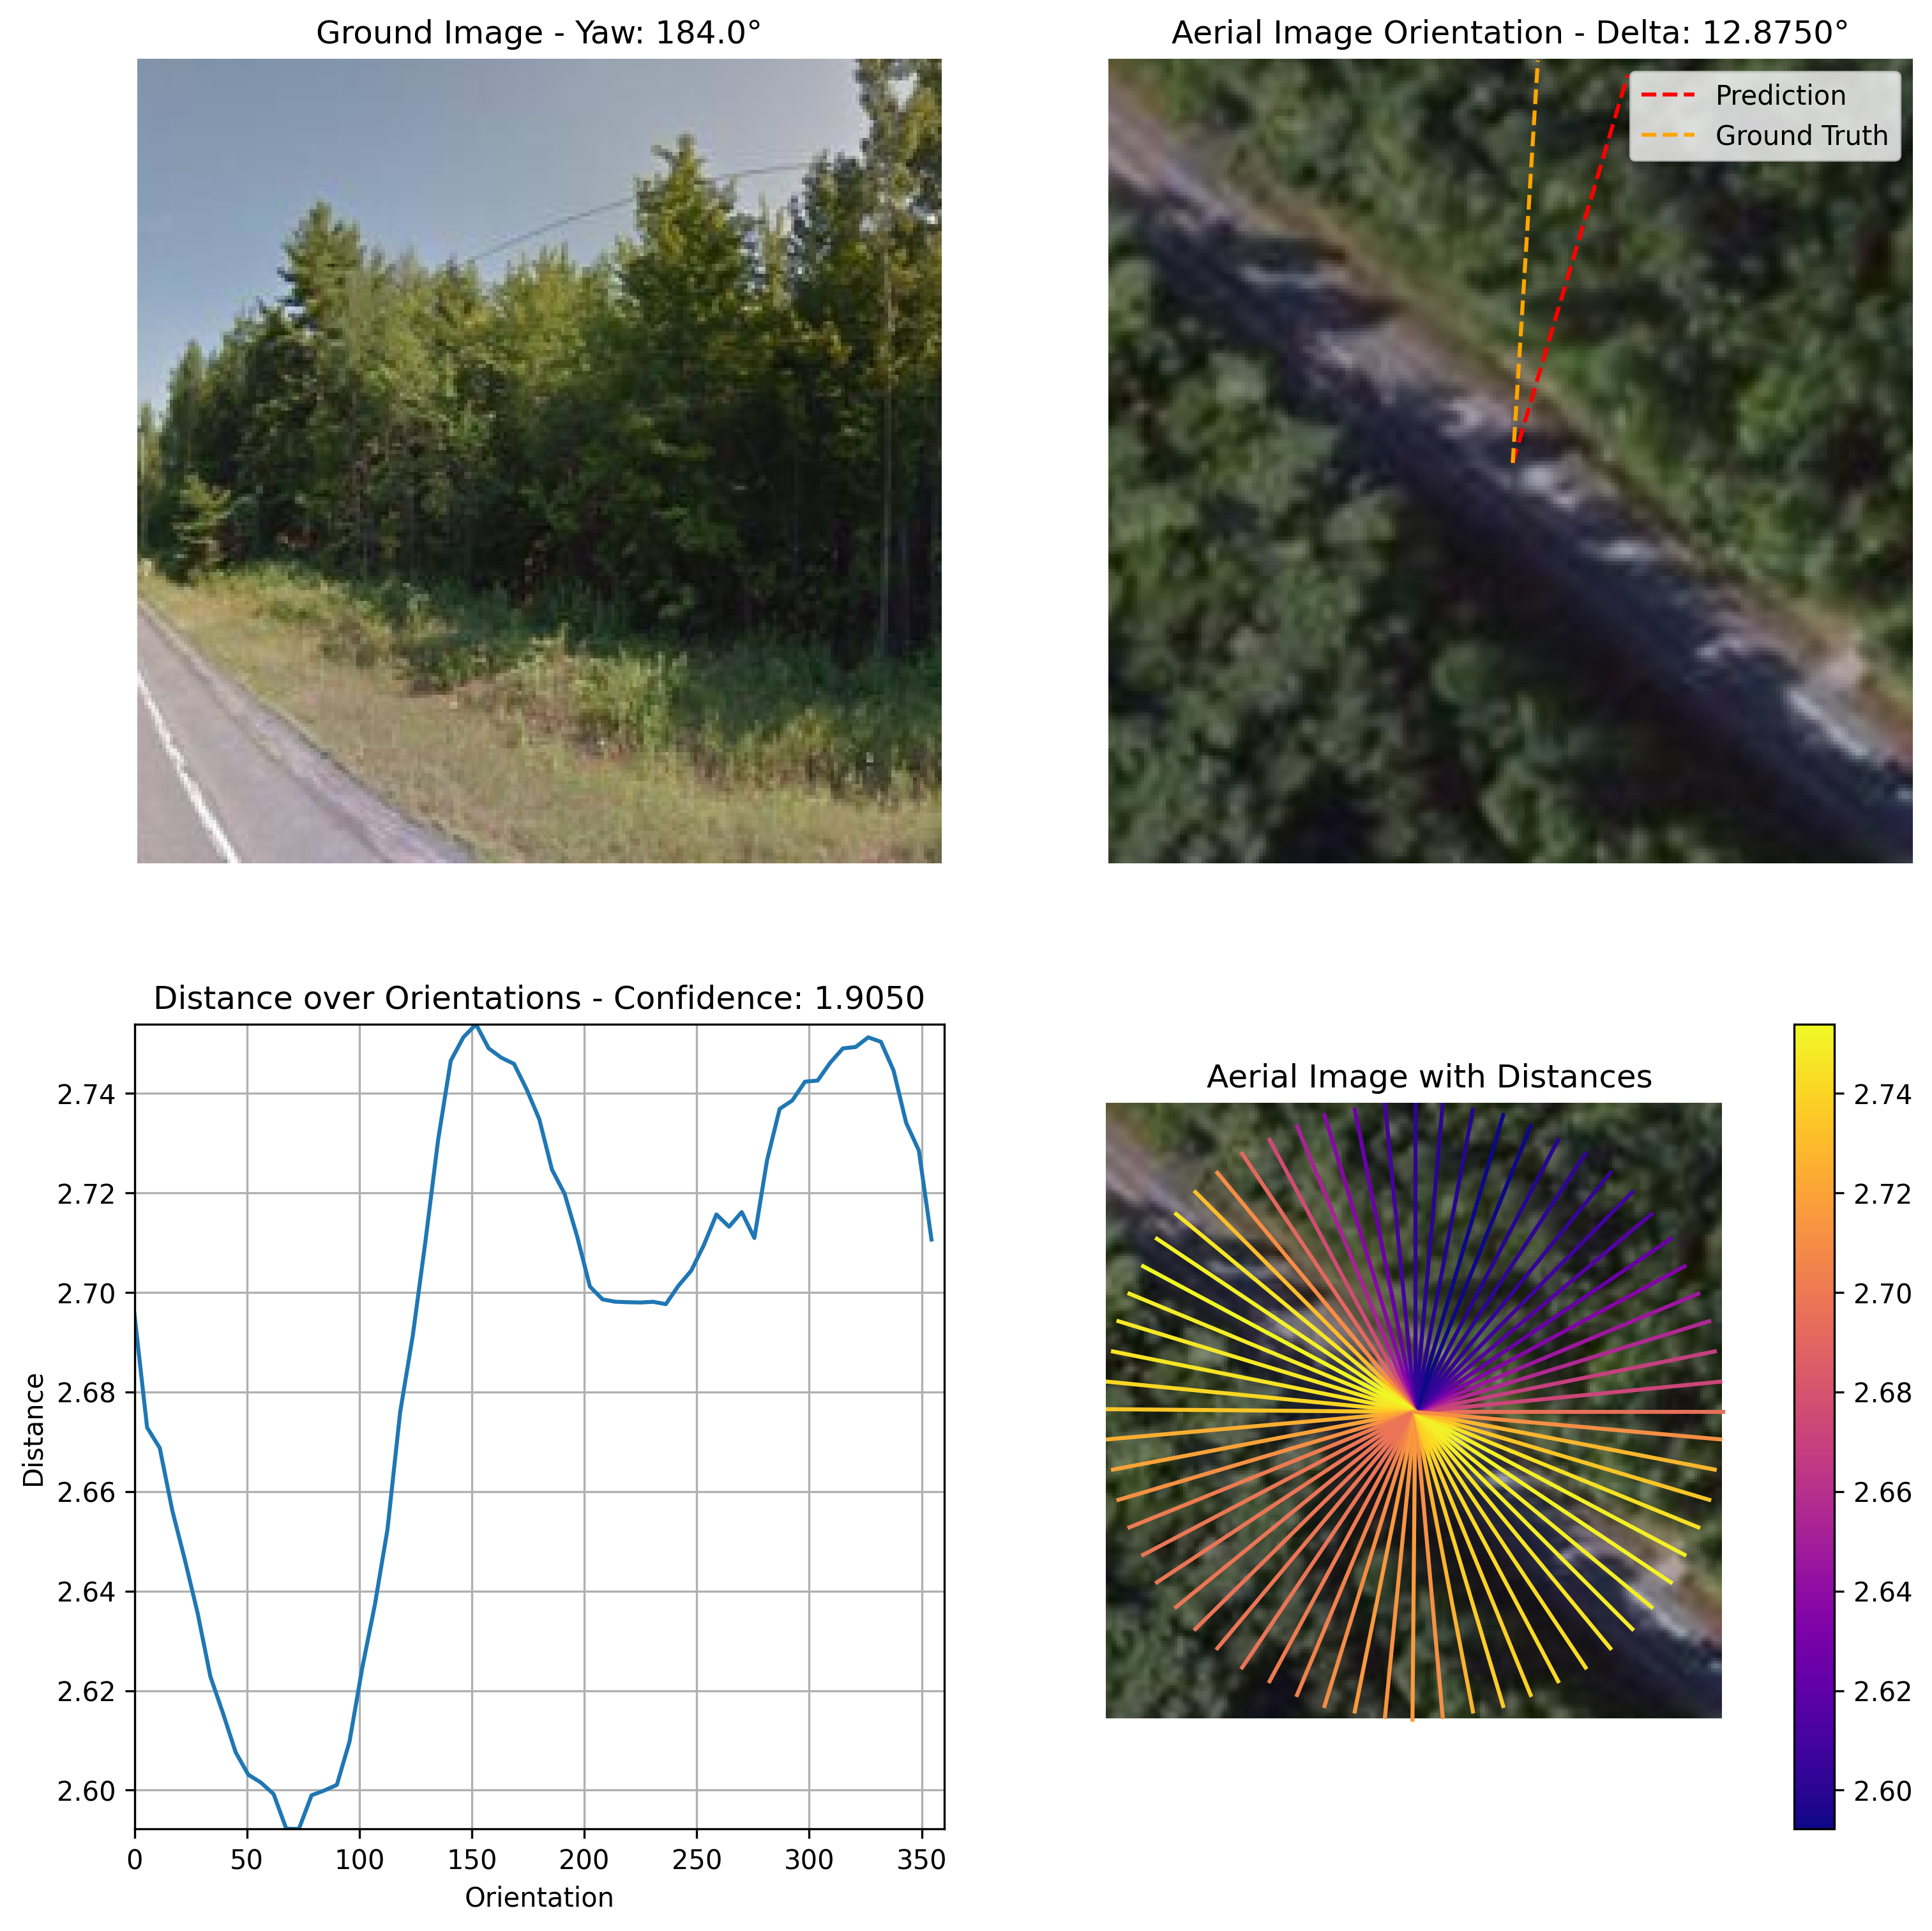 Ground Image - Yaw: 184.0°
Aerial Image Orientation - Delta: 12.8750°
Prediction
Ground Truth
Distance over Orientations - Confidence: 1.9050
2.74
2.72
2.70
2.68
2.66
2.64
2.62
2.60
Distance
0 50 100 150 200 250 300 350
Orientation
Aerial Image with Distances
2.74
2.72
2.70
2.68
2.66
2.64
2.62
2.60